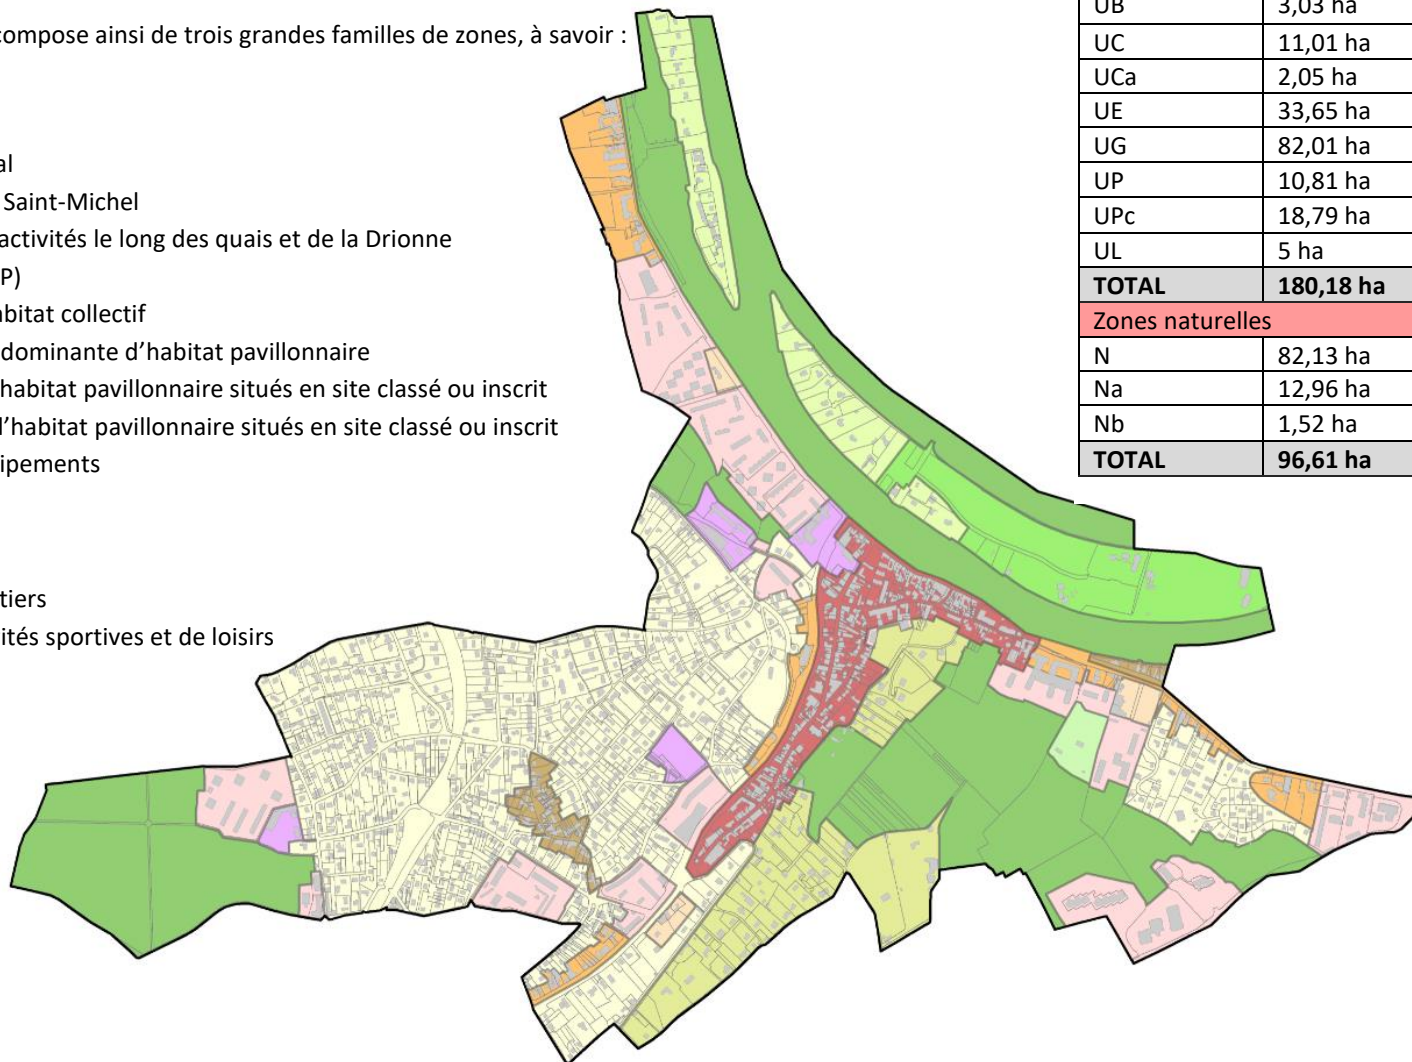 compose ainsi de trois grandes familles de zones, à savoir :
al
Saint-Michel
activités le long des quais et de la Drionne
P)
abitat collectif
dominante d’habitat pavillonnaire
habitat pavillonnaire situés en site classé ou inscrit
d’habitat pavillonnaire situés en site classé ou inscrit
ipements
tiers
ités sportives et de loisirs
UB 3,03 ha
UC 11,01 ha
UCa 2,05 ha
UE 33,65 ha
UG 82,01 ha
UP 10,81 ha
UPc 18,79 ha
UL 5 ha
TOTAL 180,18 ha
Zones naturelles
N 82,13 ha
Na 12,96 ha
Nb 1,52 ha
TOTAL 96,61 ha